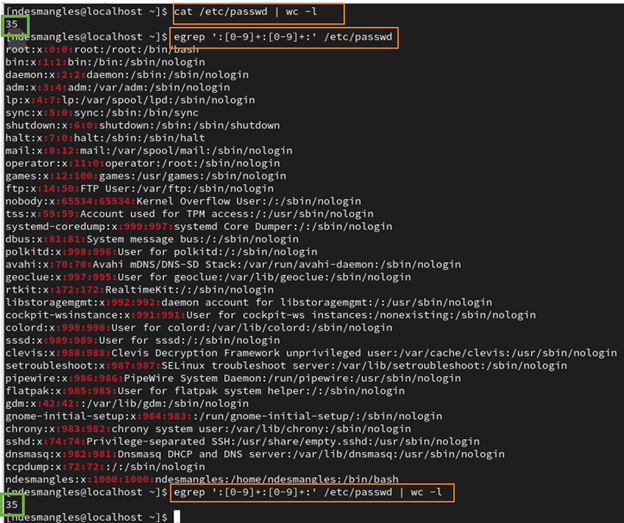 [ndesmangles@localhost ~]$ cat /etc/passwd | wc -l
35
[ndesmangles@localhost ~]$ egrep ':[0-9]+:[0-9]+:' /etc/passwd
root:x:0:0:root:/root:/bin/bash
bin:x:1:1:bin:/bin:/sbin/nologin
daemon:x:2:2:daemon:/sbin:/sbin/nologin
adm:x:3:4:adm:/var/adm:/sbin/nologin
lp:x:4:7:lp:/var/spool/lpd:/sbin/nologin
sync:x:5:0:sync:/sbin:/bin/sync
shutdown:x:6:0:shutdown:/sbin:/sbin/shutdown
halt:x:7:0:halt:/sbin:/sbin/halt
mail:x:8:12:mail:/var/spool/mail:/sbin/nologin
operator:x:11:0:operator:/root:/sbin/nologin
games:x:12:100:games:/usr/games:/sbin/nologin
ftp:x:14:50:FTP User:/var/ftp:/sbin/nologin
nobody:x:65534:65534:Kernel Overflow User:/:/sbin/nologin
tss:x:59:59:Account used for TPM access:/:/usr/sbin/nologin
systemd-coredump:x:999:997:systemd Core Dumper:/:/sbin/nologin
dbus:x:81:81:System message bus:/:/sbin/nologin
polkitd:x:998:996:User for polkitd:/:/sbin/nologin
avahi:x:70:70:Avahi mDNS/DNS-SD Stack:/var/run/avahi-daemon:/sbin/nologin
geoclue:x:997:995:User for geoclue:/var/lib/geoclue:/sbin/nologin
rtkit:x:172:172:RealtimeKit:/:/sbin/nologin
libstoragemgmt:x:992:992:daemon account for libstoragemgmt:/:/usr/sbin/nologin
cockpit-wsinstance:x:991:991:User for cockpit-ws instances:/nonexisting:/sbin/nologin
colord:x:990:990:User for colord:/var/lib/colord:/sbin/nologin
sssd:x:989:989:User for sssd:/:/sbin/nologin
clevis:x:988:988:Clevis Decryption Framework unprivileged user:/var/cache/clevis:/usr/sbin/nologin
setroubleshoot:x:987:987:SELinux troubleshoot server:/var/lib/setroubleshoot:/sbin/nologin
pipewire:x:986:986:PipeWire System Daemon:/run/pipewire:/usr/sbin/nologin
flatpak:x:985:985:User for flatpak system helper:/:/sbin/nologin
gdm:x:42:42::/var/lib/gdm:/sbin/nologin
gnome-initial-setup:x:984:983::/run/gnome-initial-setup/:/sbin/nologin
chrony:x:983:982:chrony system user:/var/lib/chrony:/sbin/nologin
sshd:x:74:74:Privilege-separated SSH:/usr/share/empty.sshd:/usr/sbin/nologin
dnsmasq:x:982:981:Dnsmasq DHCP and DNS server:/var/lib/dnsmasq:/usr/sbin/nologin
tcpdump:x:72:72::/:/sbin/nologin
ndesmangles:x:1000:1000:ndesmangles:/home/ndesmangles:/bin/bash
[ndesmangles@localhost ~]$ egrep ':[0-9]+:[0-9]+:' /etc/passwd | wc -l
35
[ndesmangles@localhost ~]$